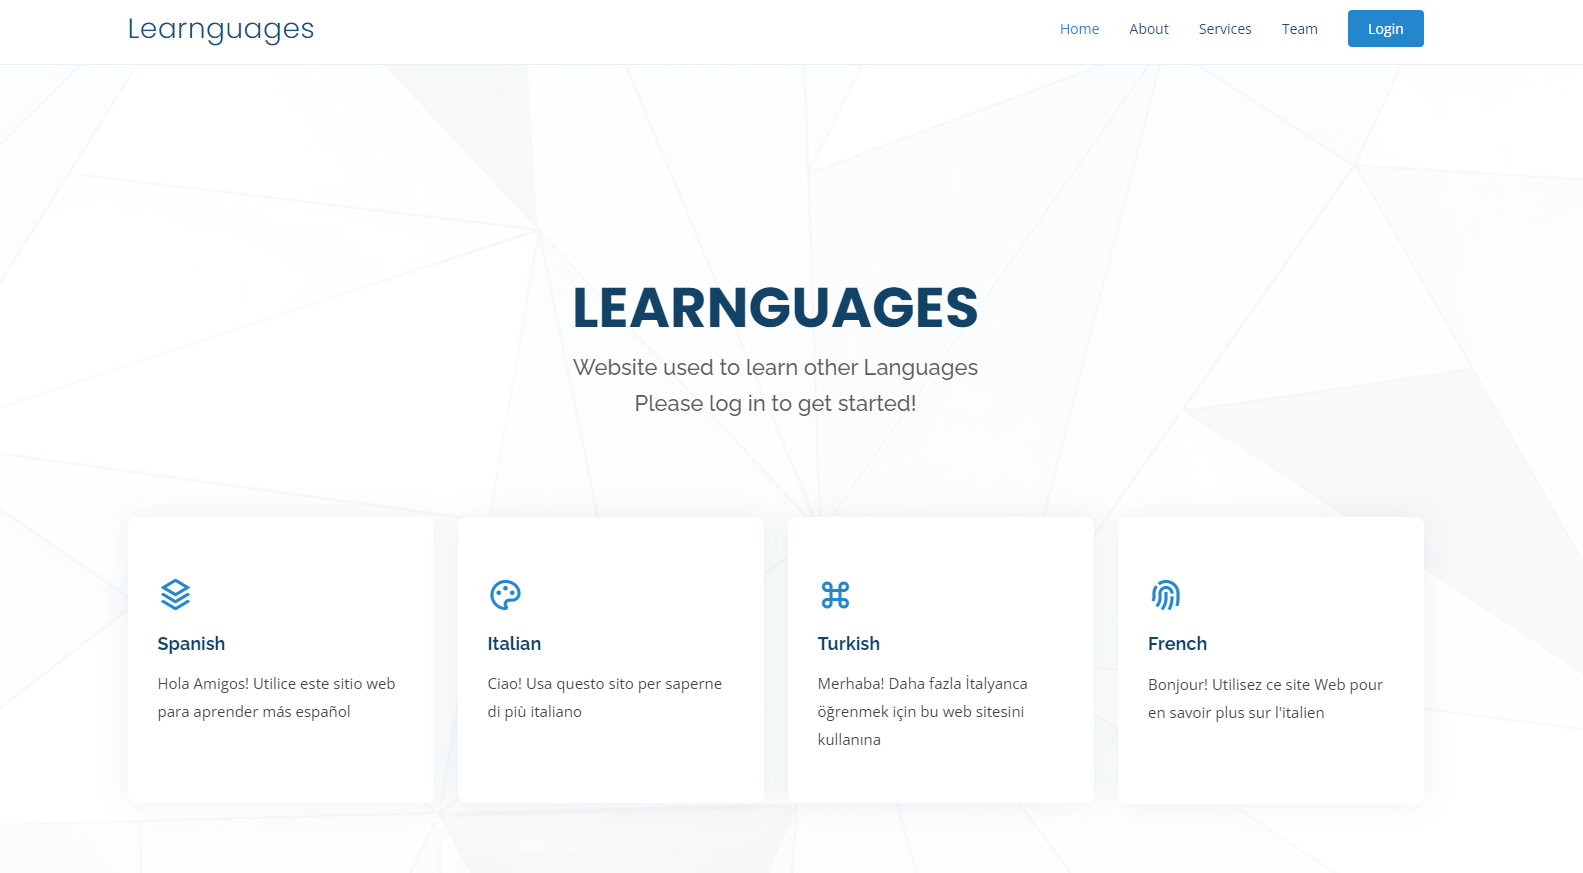 Learnguages
Home About Services Team Login
LEARNGUAGES
Website used to learn other Languages
Please log in to get started!
Spanish
Hola Amigos! Utilice este sitio web
para aprender más español
Italian
Ciao! Usa questo sito per saperne
di più italiano
Turkish
Merhaba! Daha fazla İtalyanca
öğrenmek için bu web sitesini
kullanına
French
Bonjour! Utilisez ce site Web pour
en savoir plus sur l'italien